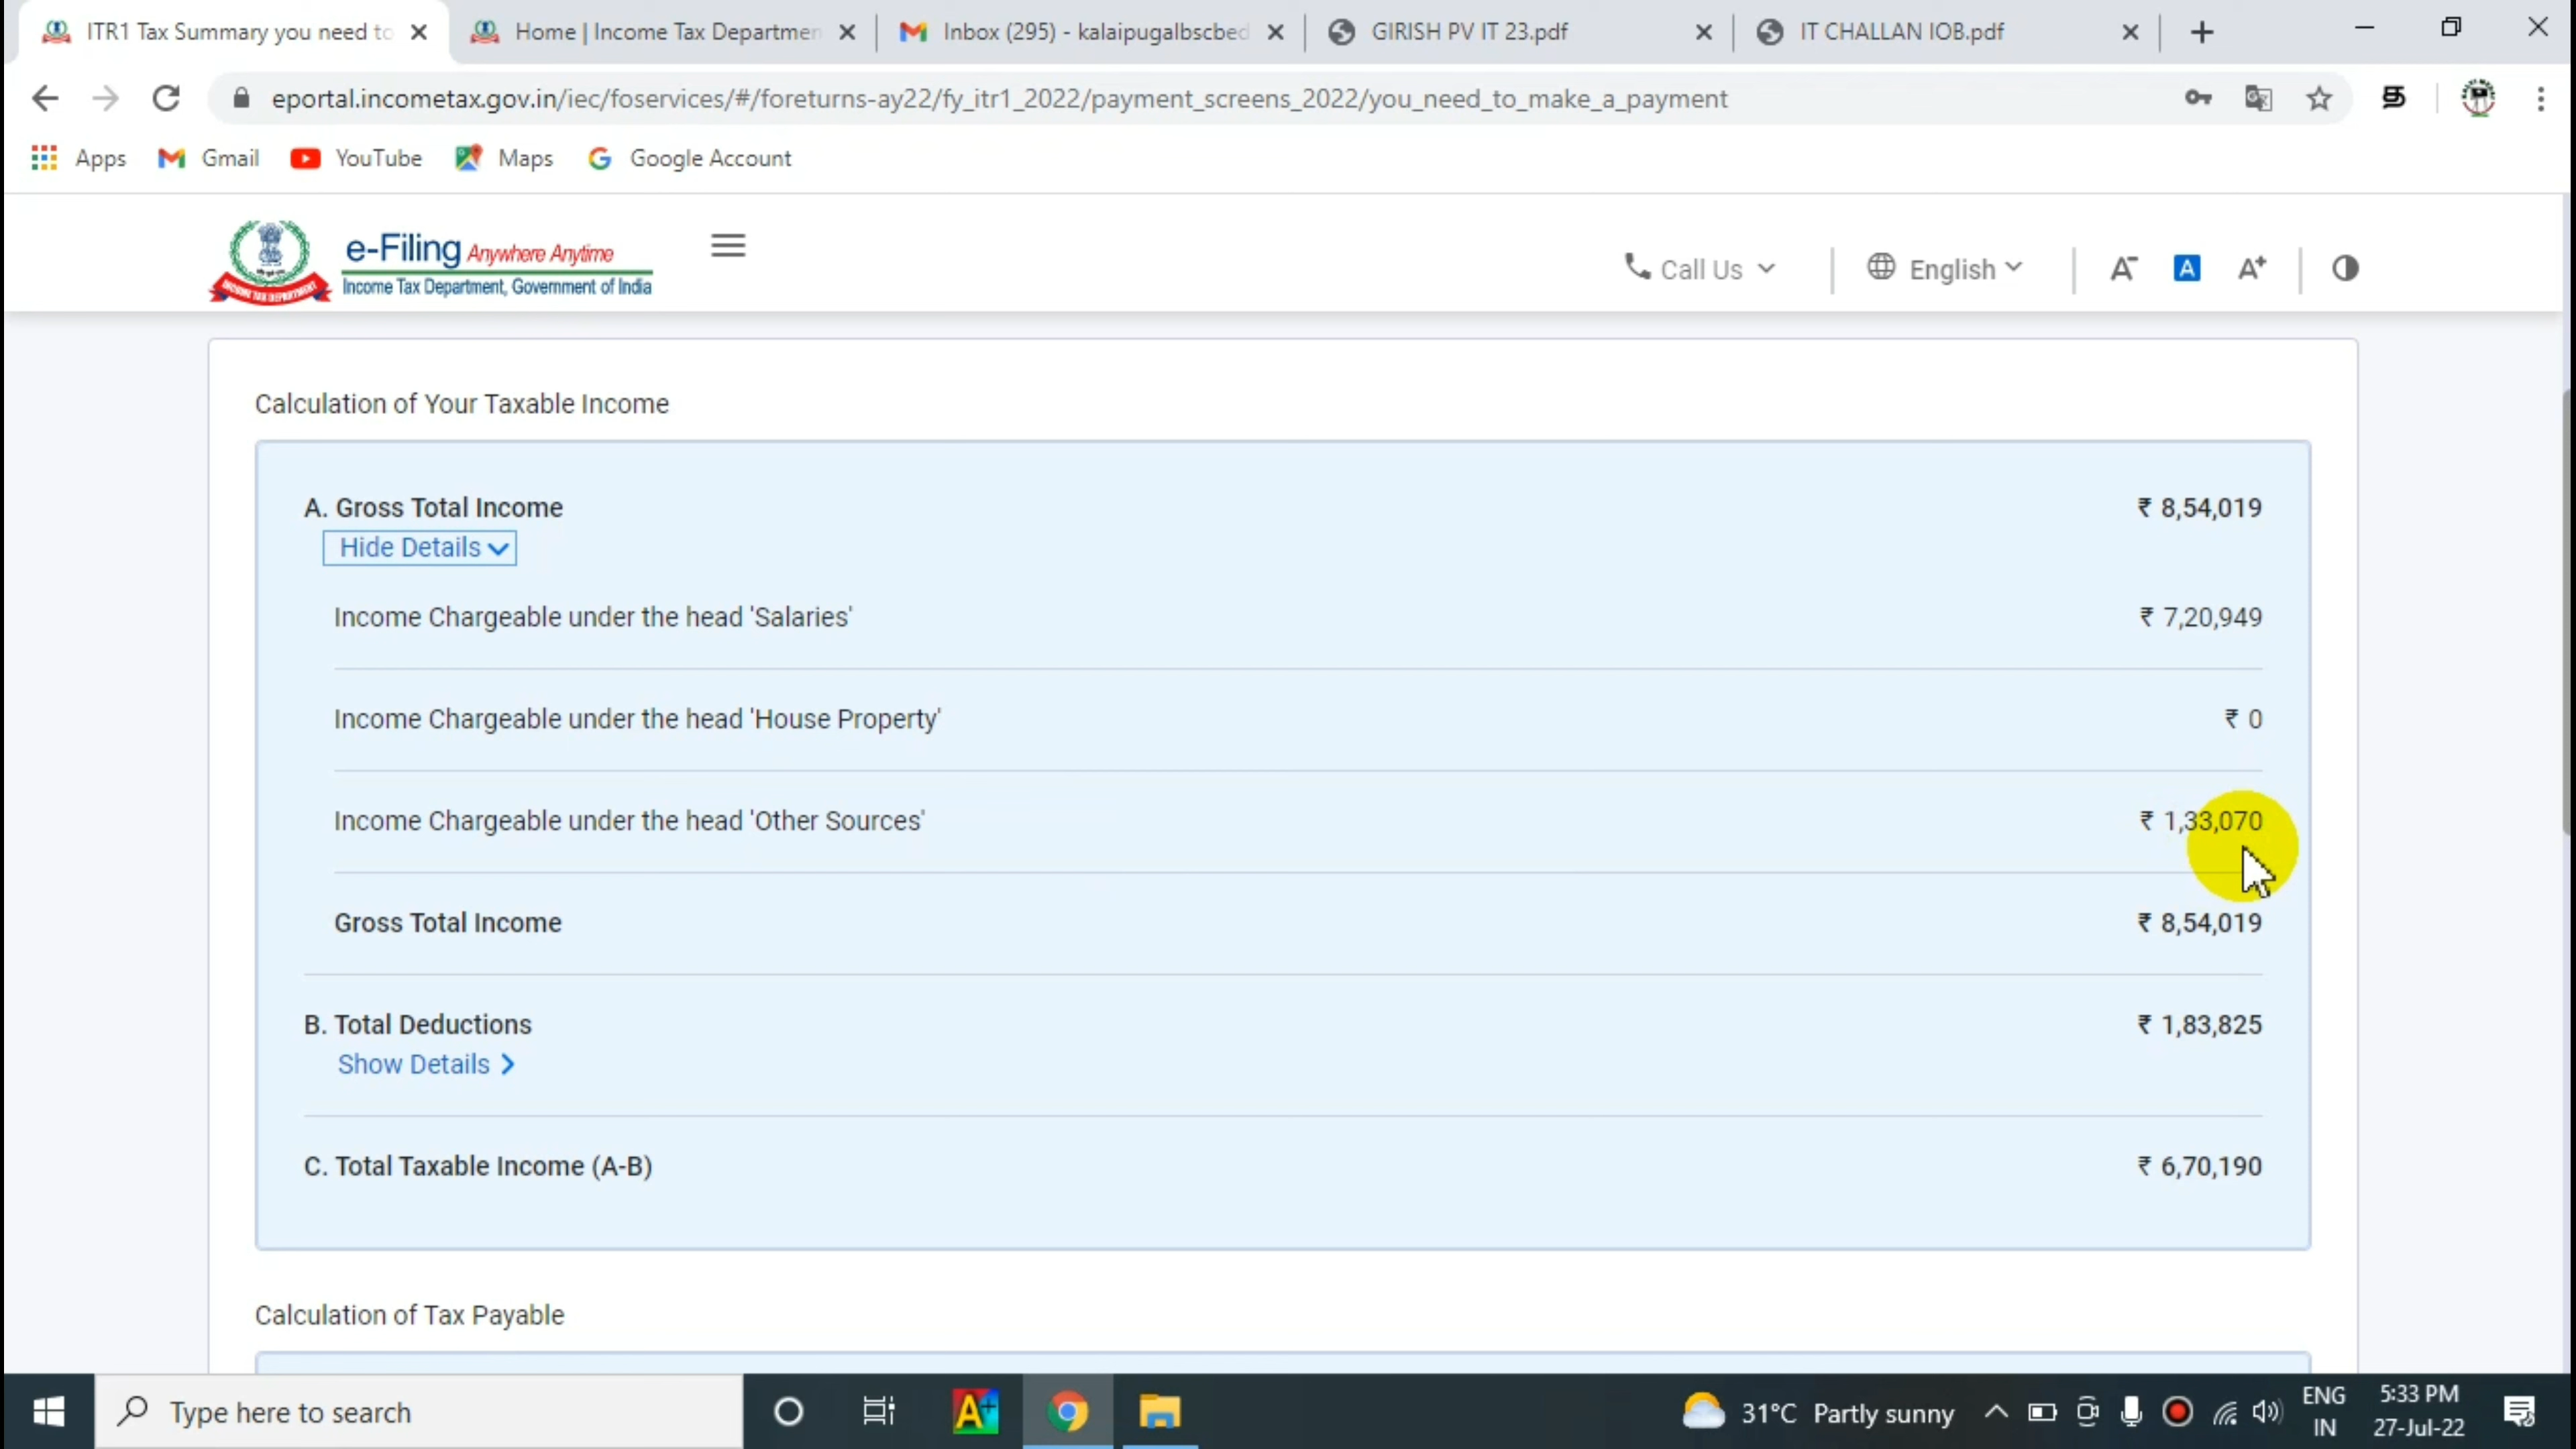 ITR1 Tax Summary you need to
Home | Income Tax Departmen
Inbox (295) - kalaipugalbscbed
GIRISH PV IT 23.pdf
IT CHALLAN IOB.pdf
eportal.incometax.gov.in/iec/foservices/#/foreturns-ay22/fy_itr1_2022/payment_screens_2022/you_need_to_make_a_payment
த
Apps
Gmail
YouTube
Maps
Google Account
e-Filing Anywhere Anytime
Income Tax Department, Government of India
INCOME TAX DEPARTMENT
Call Us
English
A-
A
A+
Calculation of Your Taxable Income
A. Gross Total Income ₹ 8,54,019
Hide Details
Income Chargeable under the head 'Salaries' ₹ 7,20,949
Income Chargeable under the head 'House Property' ₹ 0
Income Chargeable under the head 'Other Sources' ₹ 1,33,070
Gross Total Income ₹ 8,54,019
B. Total Deductions ₹ 1,83,825
Show Details
C. Total Taxable Income (A-B) ₹ 6,70,190
Calculation of Tax Payable
Type here to search
A+
31°C Partly sunny
ENG
IN
5:33 PM
27-Jul-22